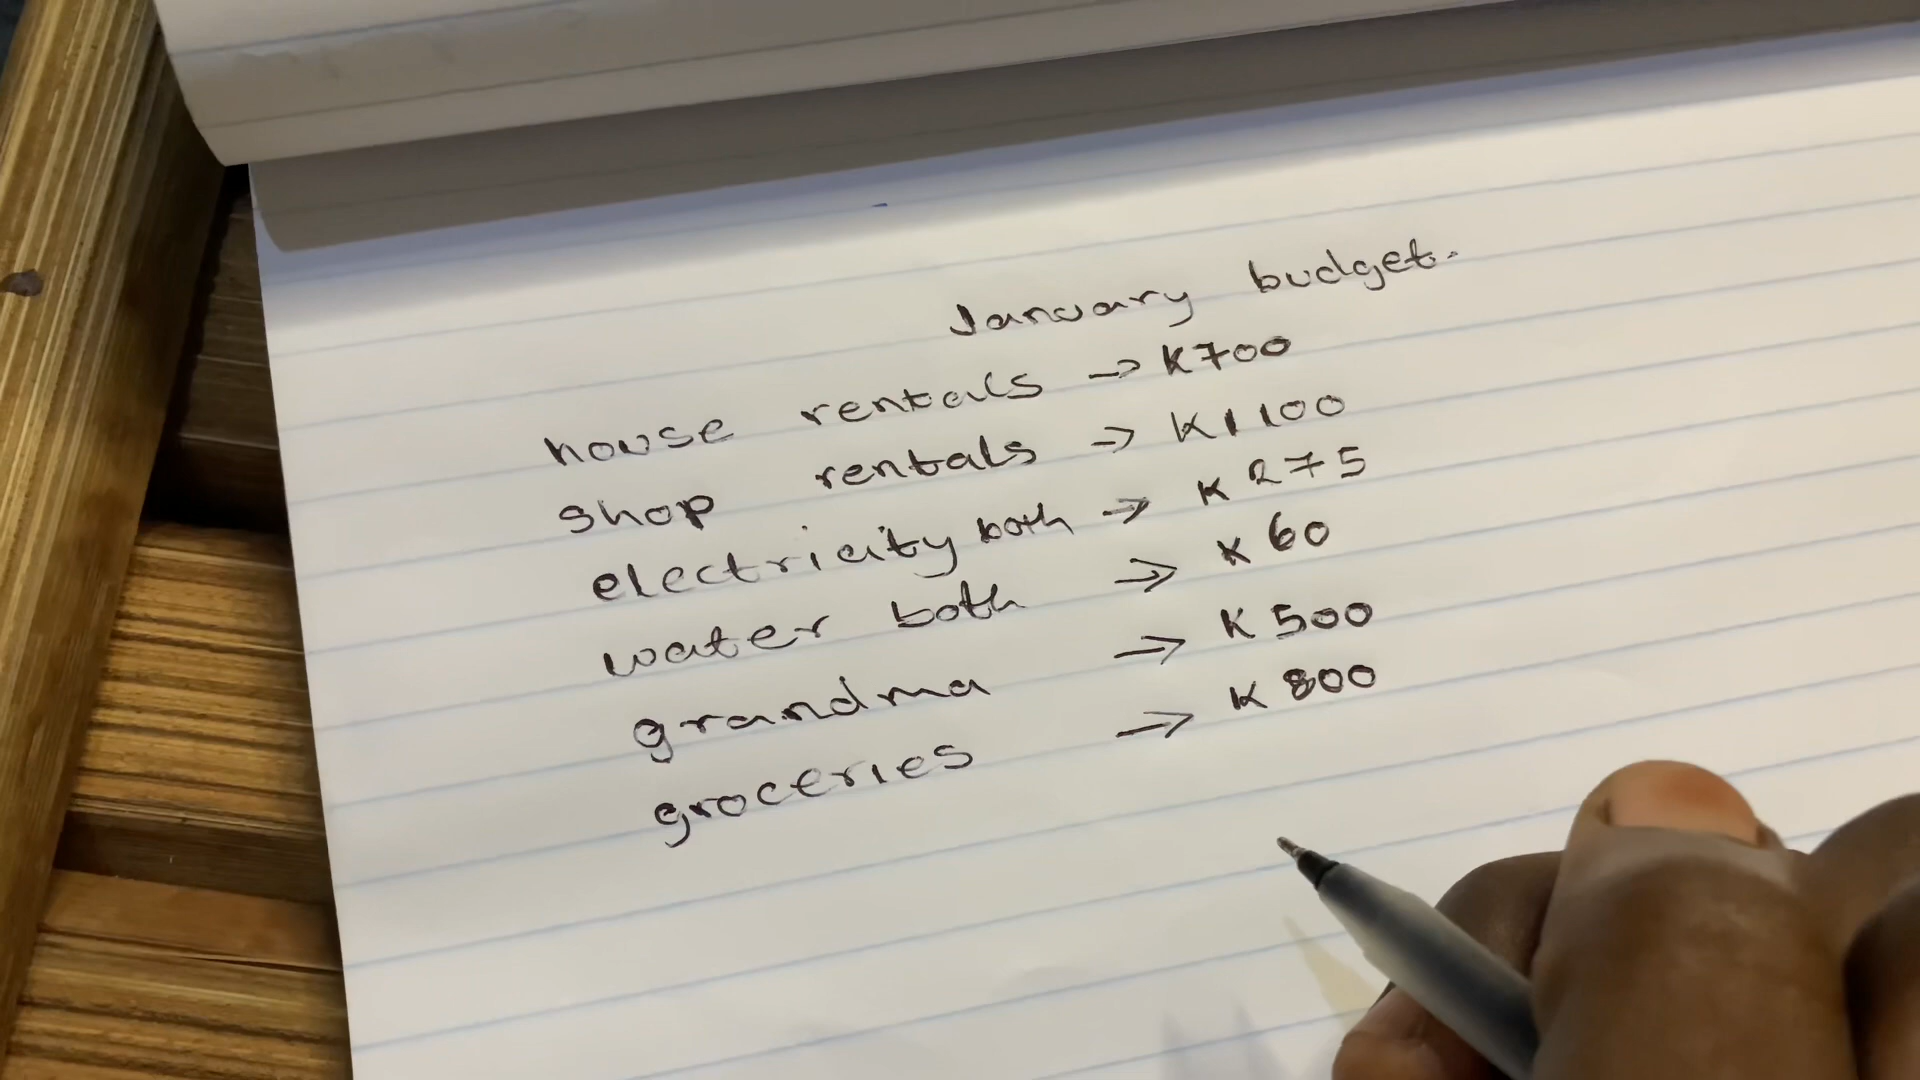 January budget.
house rentals → K700
shop rentals → K1100
electricity both → K275
water both → K60
grandma → K500
groceries → K800